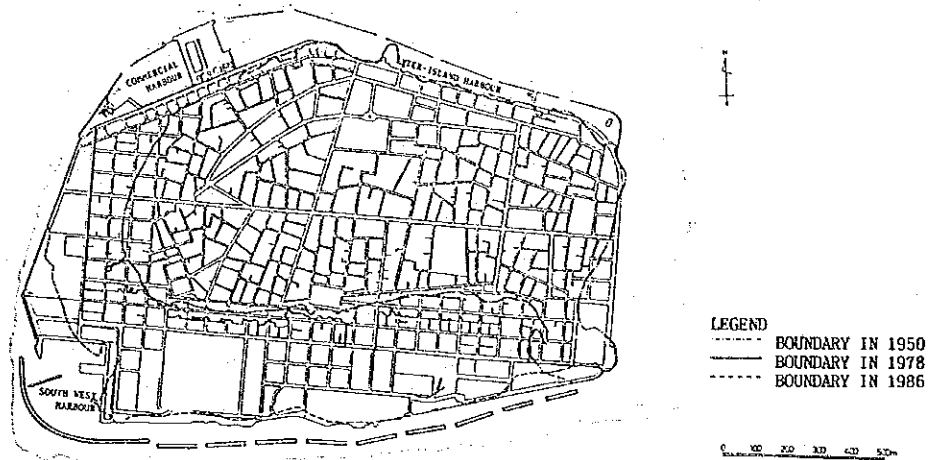 COMMERCIAL
HARBOUR
INTER-ISLAND HARBOUR
LEGEND
BOUNDARY IN 1950
BOUNDARY IN 1978
BOUNDARY IN 1986
SOUTH WEST
HARBOUR
0 100 200 300 400 500m